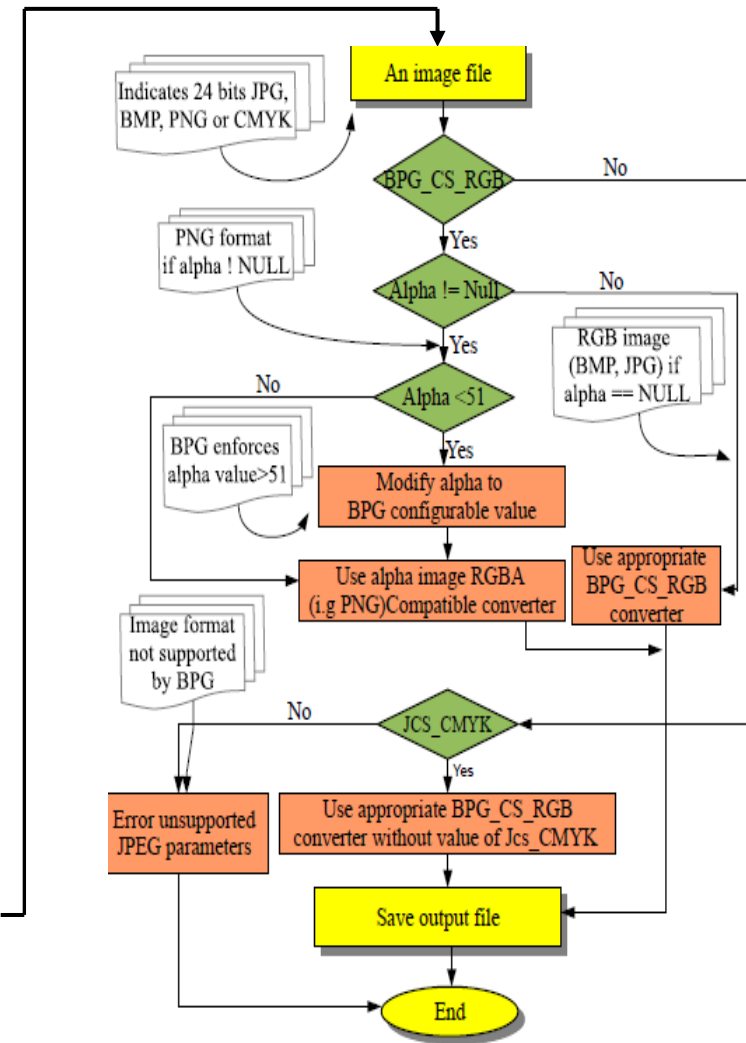 An image file
Indicates 24 bits JPG,
BMP, PNG or CMYK
BPG_CS_RGB
No
Yes
PNG format
if alpha ! NULL
Alpha != Null
No
Yes
RGB image
(BMP, JPG) if
alpha == NULL
Alpha <51
No
Yes
BPG enforces
alpha value>51
Modify alpha to
BPG configurable value
Use alpha image RGBA
(i.g PNG)Compatible converter
Use appropriate
BPG_CS_RGB
converter
Image format
not supported
by BPG
JCS_CMYK
No
Yes
Error unsupported
JPEG parameters
Use appropriate BPG_CS_RGB
converter without value of Jcs_CMYK
Save output file
End